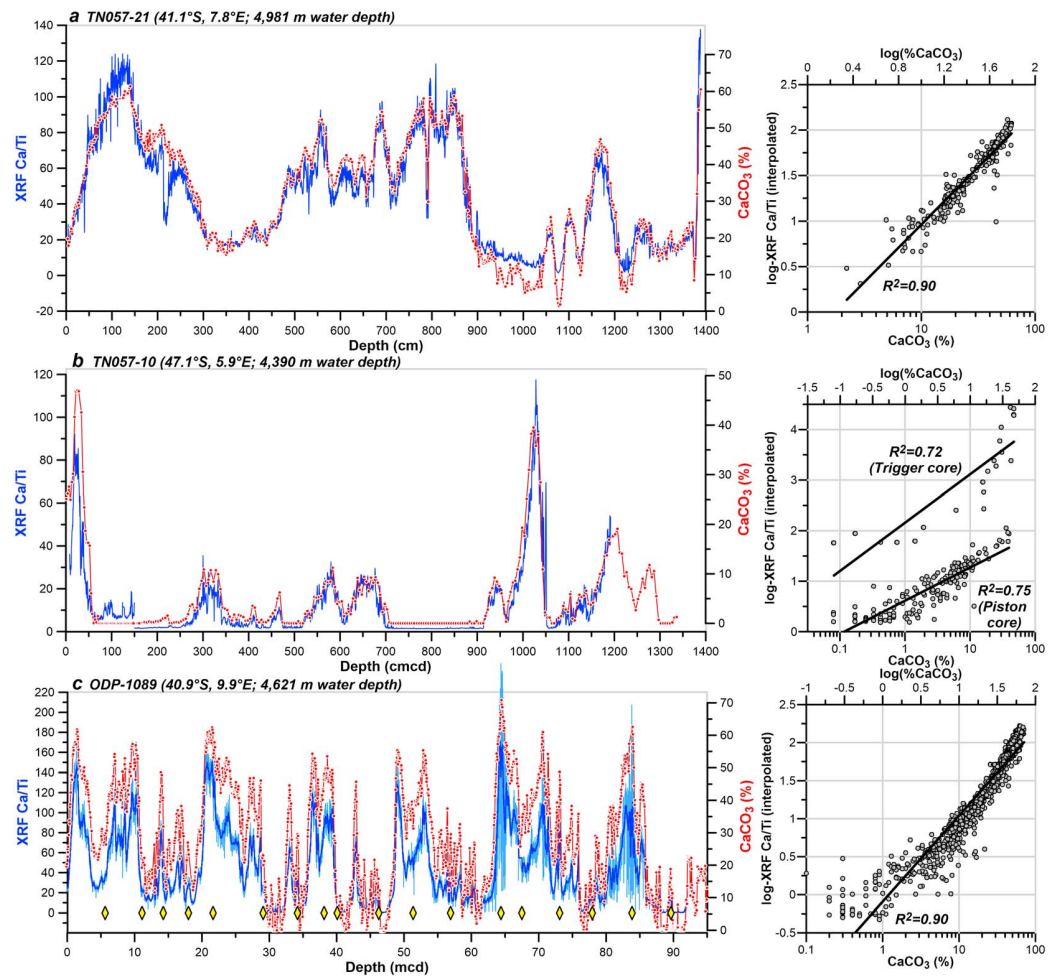 a TN057-21 (41.1°S, 7.8°E; 4,981 m water depth)
140
120
100
80
60
40
20
0
-20
XRF Ca/Ti
70
60
50
40
30
20
10
0
CaCO3 (%)
0 100 200 300 400 500 600 700 800 900 1000 1100 1200 1300 1400
Depth (cm)
log(%CaCO3)
0 0.4 0.8 1.2 1.6 2
2.5
2
1.5
1
0.5
0
log-XRF Ca/Ti (interpolated)
R2=0.90
1 10 100
CaCO3 (%)
b TN057-10 (47.1°S, 5.9°E; 4,390 m water depth)
120
100
80
60
40
20
0
XRF Ca/Ti
50
40
30
20
10
0
CaCO3 (%)
0 100 200 300 400 500 600 700 800 900 1000 1100 1200 1300 1400
Depth (cmcd)
log(%CaCO3)
-1.5 -1 -0.5 0 0.5 1 1.5 2
4
3
2
1
0
log-XRF Ca/Ti (interpolated)
R2=0.72
(Trigger core)
R2=0.75
(Piston
core)
0.1 1 10 100
CaCO3 (%)
c ODP-1089 (40.9°S, 9.9°E; 4,621 m water depth)
220
200
180
160
140
120
100
80
60
40
20
0
XRF Ca/Ti
70
60
50
40
30
20
10
0
CaCO3 (%)
0 10 20 30 40 50 60 70 80 90
Depth (mcd)
log(%CaCO3)
-1 -0.5 0 0.5 1 1.5 2
2.5
2
1.5
1
0.5
0
-0.5
log-XRF Ca/Ti (interpolated)
R2=0.90
0.1 1 10 100
CaCO3 (%)